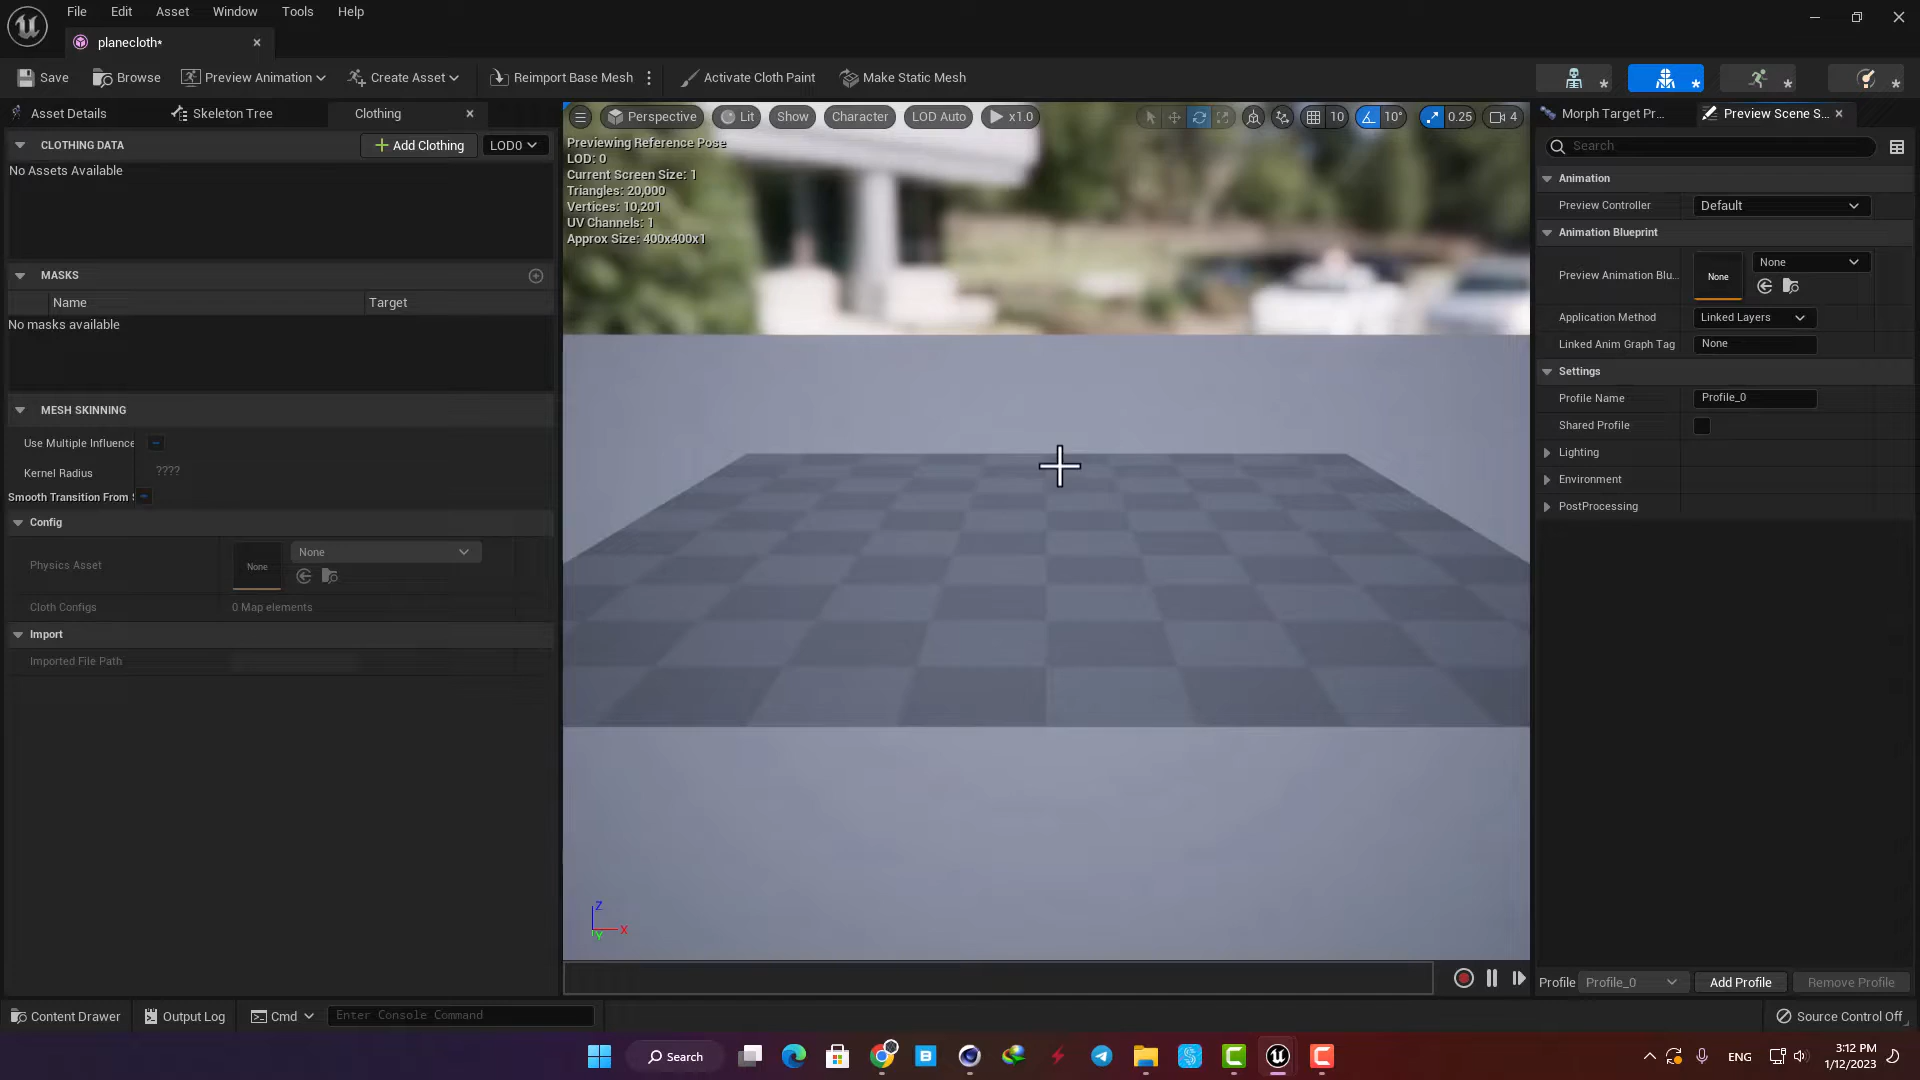 File Edit Asset Window Tools Help
planecloth*
Save Browse Preview Animation Create Asset Reimport Base Mesh Activate Cloth Paint Make Static Mesh
Asset Details Skeleton Tree Clothing
CLOTHING DATA Add Clothing LOD0
No Assets Available
MASKS
Name Target
No masks available
MESH SKINNING
Use Multiple Influence
Kernel Radius ????
Smooth Transition From
Config
Physics Asset None None
Cloth Configs 0 Map elements
Import
Imported File Path
Perspective Lit Show Character LOD Auto x1.0 10 10° 0.25 4
Previewing Reference Pose
LOD: 0
Current Screen Size: 1
Triangles: 20,000
Vertices: 10,201
UV Channels: 1
Approx Size: 400x400x1
Z
X
Y
Morph Target Pr... Preview Scene S...
Search
Animation
Preview Controller Default
Animation Blueprint
Preview Animation Blu... None None
Application Method Linked Layers
Linked Anim Graph Tag None
Settings
Profile Name Profile_0
Shared Profile
Lighting
Environment
PostProcessing
Profile Profile_0 Add Profile Remove Profile
Content Drawer Output Log Cmd Enter Console Command Source Control Off
Search
ENG
3:12 PM
1/12/2023